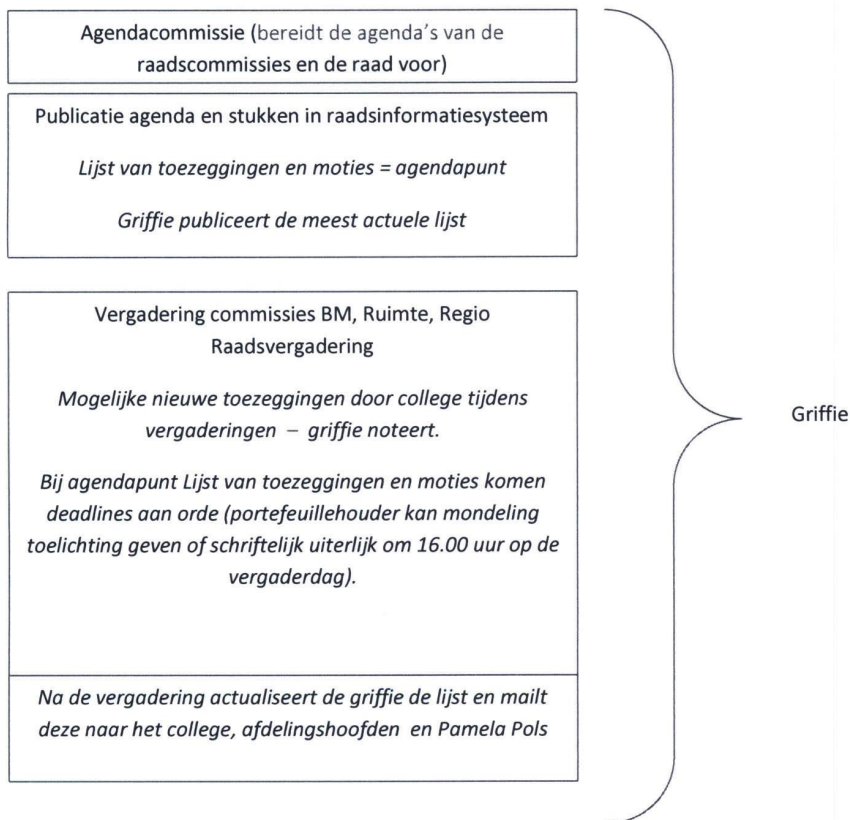 Agendacommissie (bereidt de agenda’s van de
raadscommissies en de raad voor)
Publicatie agenda en stukken in raadsinformatiesysteem
Lijst van toezeggingen en moties = agendapunt
Griffie publiceert de meest actuele lijst
Vergadering commissies BM, Ruimte, Regio
Raadsvergadering
Mogelijke nieuwe toezeggingen door college tijdens
vergaderingen – griffie noteert.
Bij agendapunt Lijst van toezeggingen en moties komen
deadlines aan orde (portefeuillehouder kan mondeling
toelichting geven of schriftelijk uiterlijk om 16.00 uur op de
vergaderdag).
Na de vergadering actualiseert de griffie de lijst en mailt
deze naar het college, afdelingshoofden en Pamela Pols
Griffie